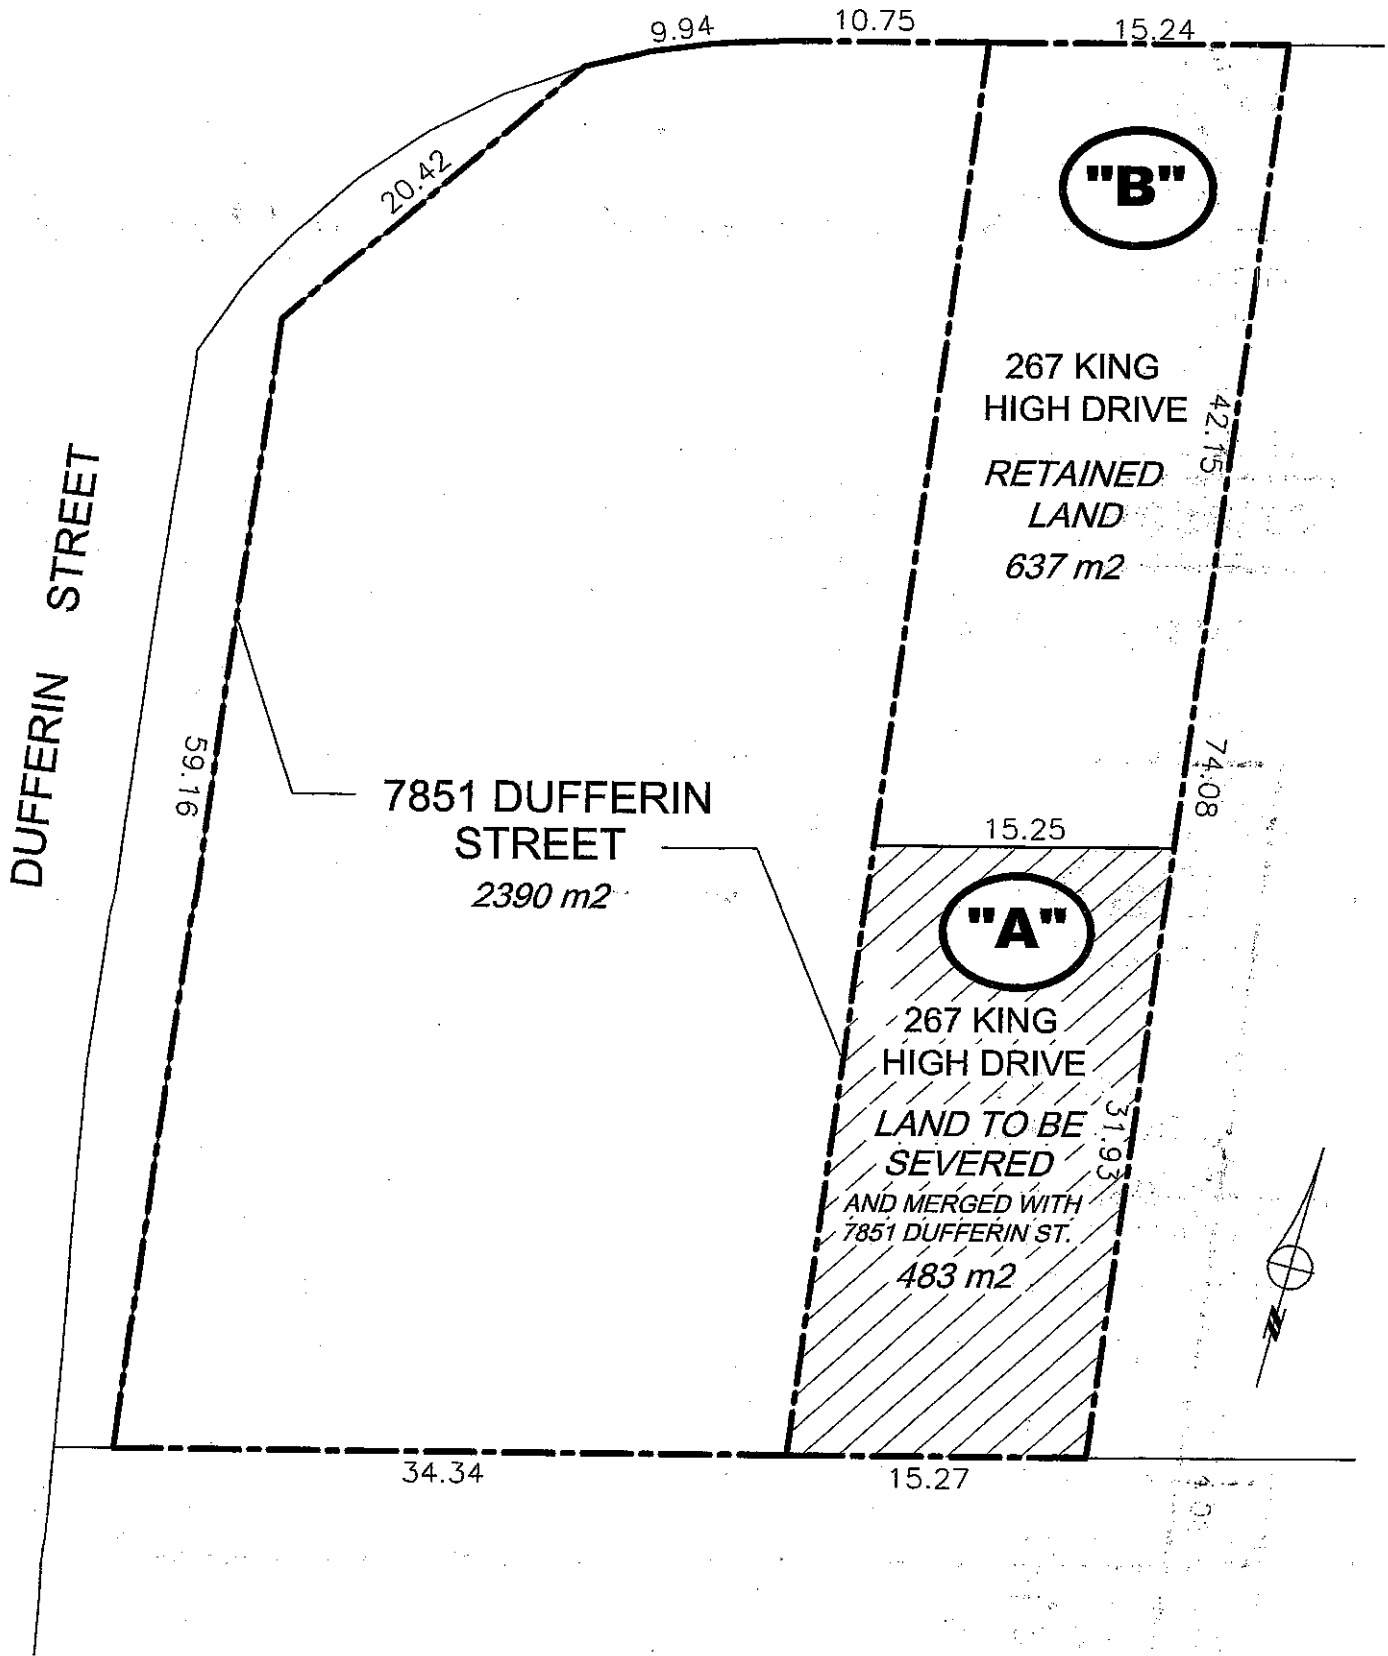 9.94
10.75
15.24
20.42
"B"
267 KING
HIGH DRIVE
RETAINED
LAND
637 m2
42.15
DUFFERIN STREET
59.16
7851 DUFFERIN
STREET
2390 m2
74.08
15.25
"A"
267 KING
HIGH DRIVE
LAND TO BE
SEVERED
AND MERGED WITH
7851 DUFFERIN ST.
483 m2
31.93
N
34.34
15.27